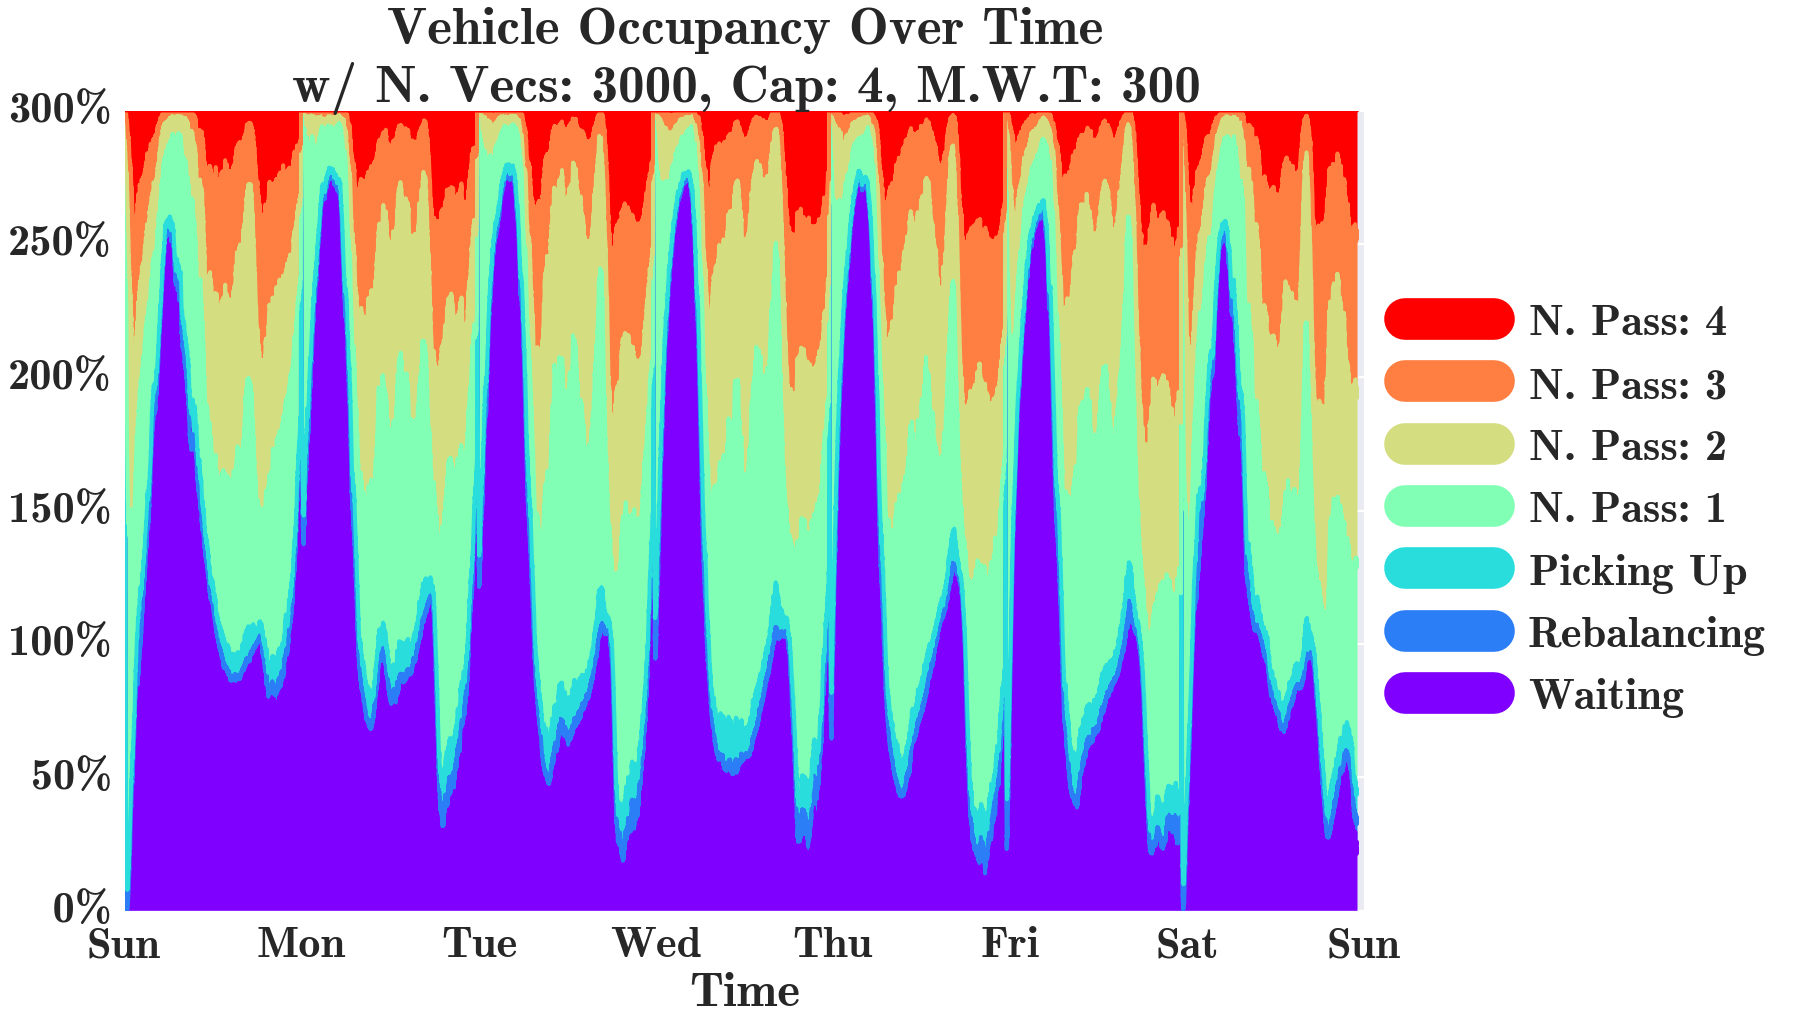 Vehicle Occupancy Over Time
w/ N. Vecs: 3000, Cap: 4, M.W.T: 300
300%
250%
200%
150%
100%
50%
0%
Sun Mon Tue Wed Thu Fri Sat Sun
Time
N. Pass: 4
N. Pass: 3
N. Pass: 2
N. Pass: 1
Picking Up
Rebalancing
Waiting